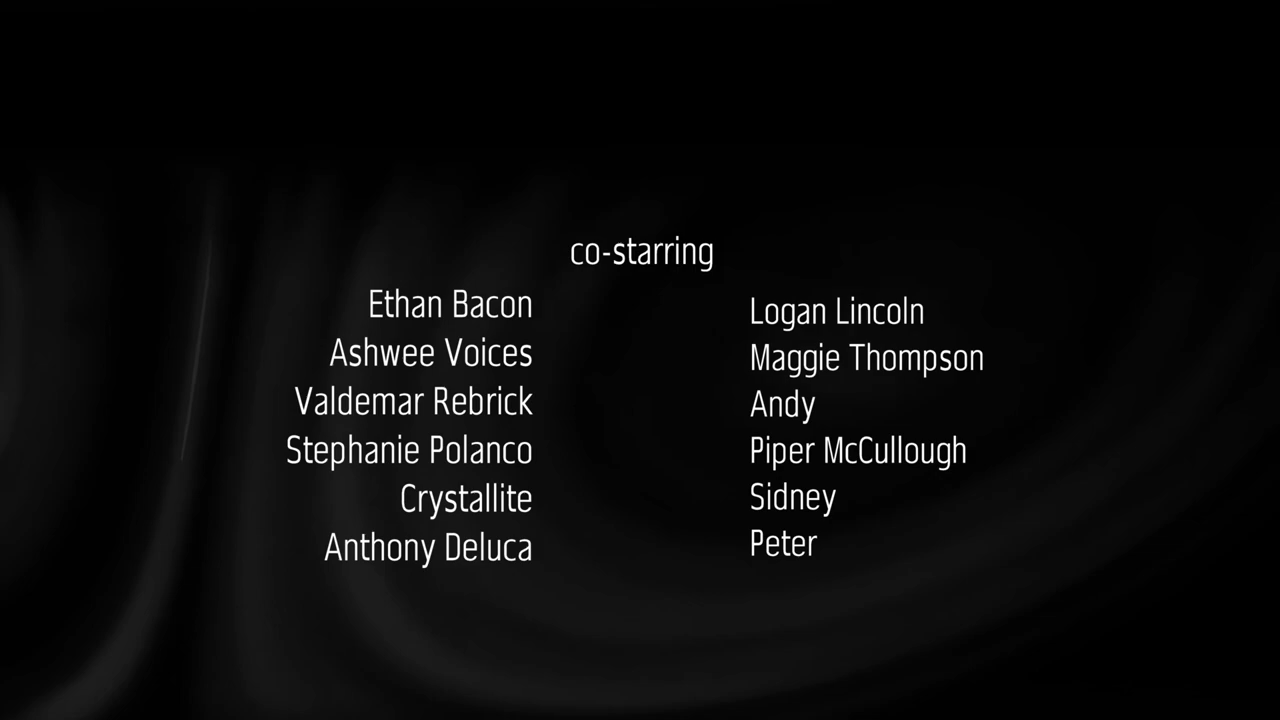 co-starring
Ethan Bacon Logan Lincoln
Ashwee Voices Maggie Thompson
Valdemar Rebrick Andy
Stephanie Polanco Piper McCullough
Crystallite Sidney
Anthony Deluca Peter